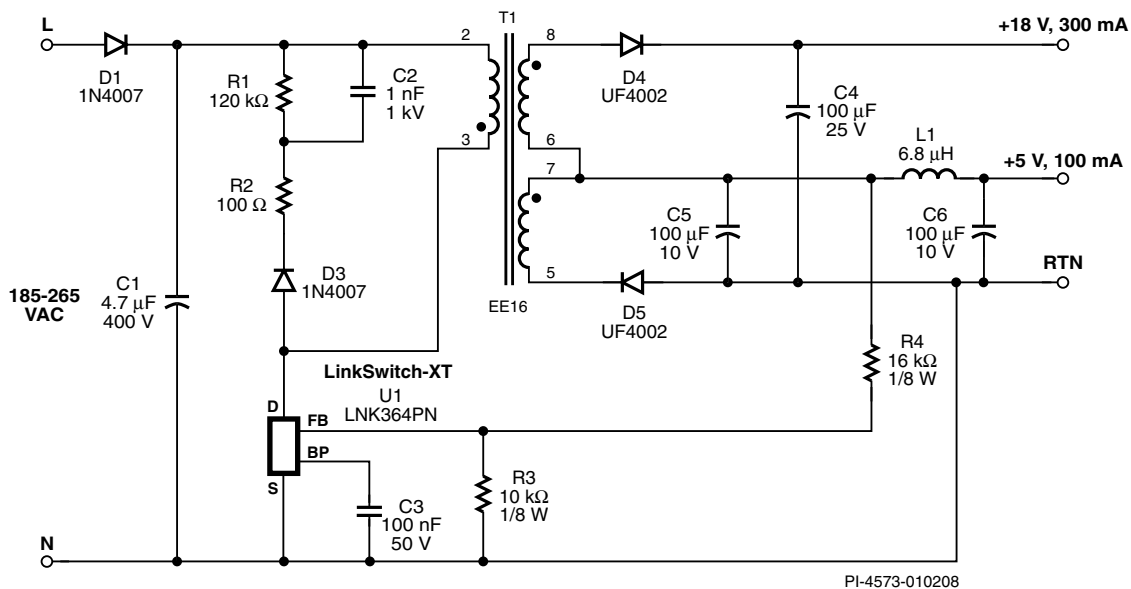 L
D1
1N4007
R1
120 kΩ
C2
1 nF
1 kV
2
3
T1
8
6
7
5
EE16
D4
UF4002
C4
100 μF
25 V
+18 V, 300 mA
L1
6.8 μH
+5 V, 100 mA
C5
100 μF
10 V
C6
100 μF
10 V
RTN
D5
UF4002
R2
100 Ω
D3
1N4007
185-265
VAC
C1
4.7 μF
400 V
LinkSwitch-XT
U1
LNK364PN
D
FB
BP
S
R4
16 kΩ
1/8 W
R3
10 kΩ
1/8 W
C3
100 nF
50 V
N
PI-4573-010208